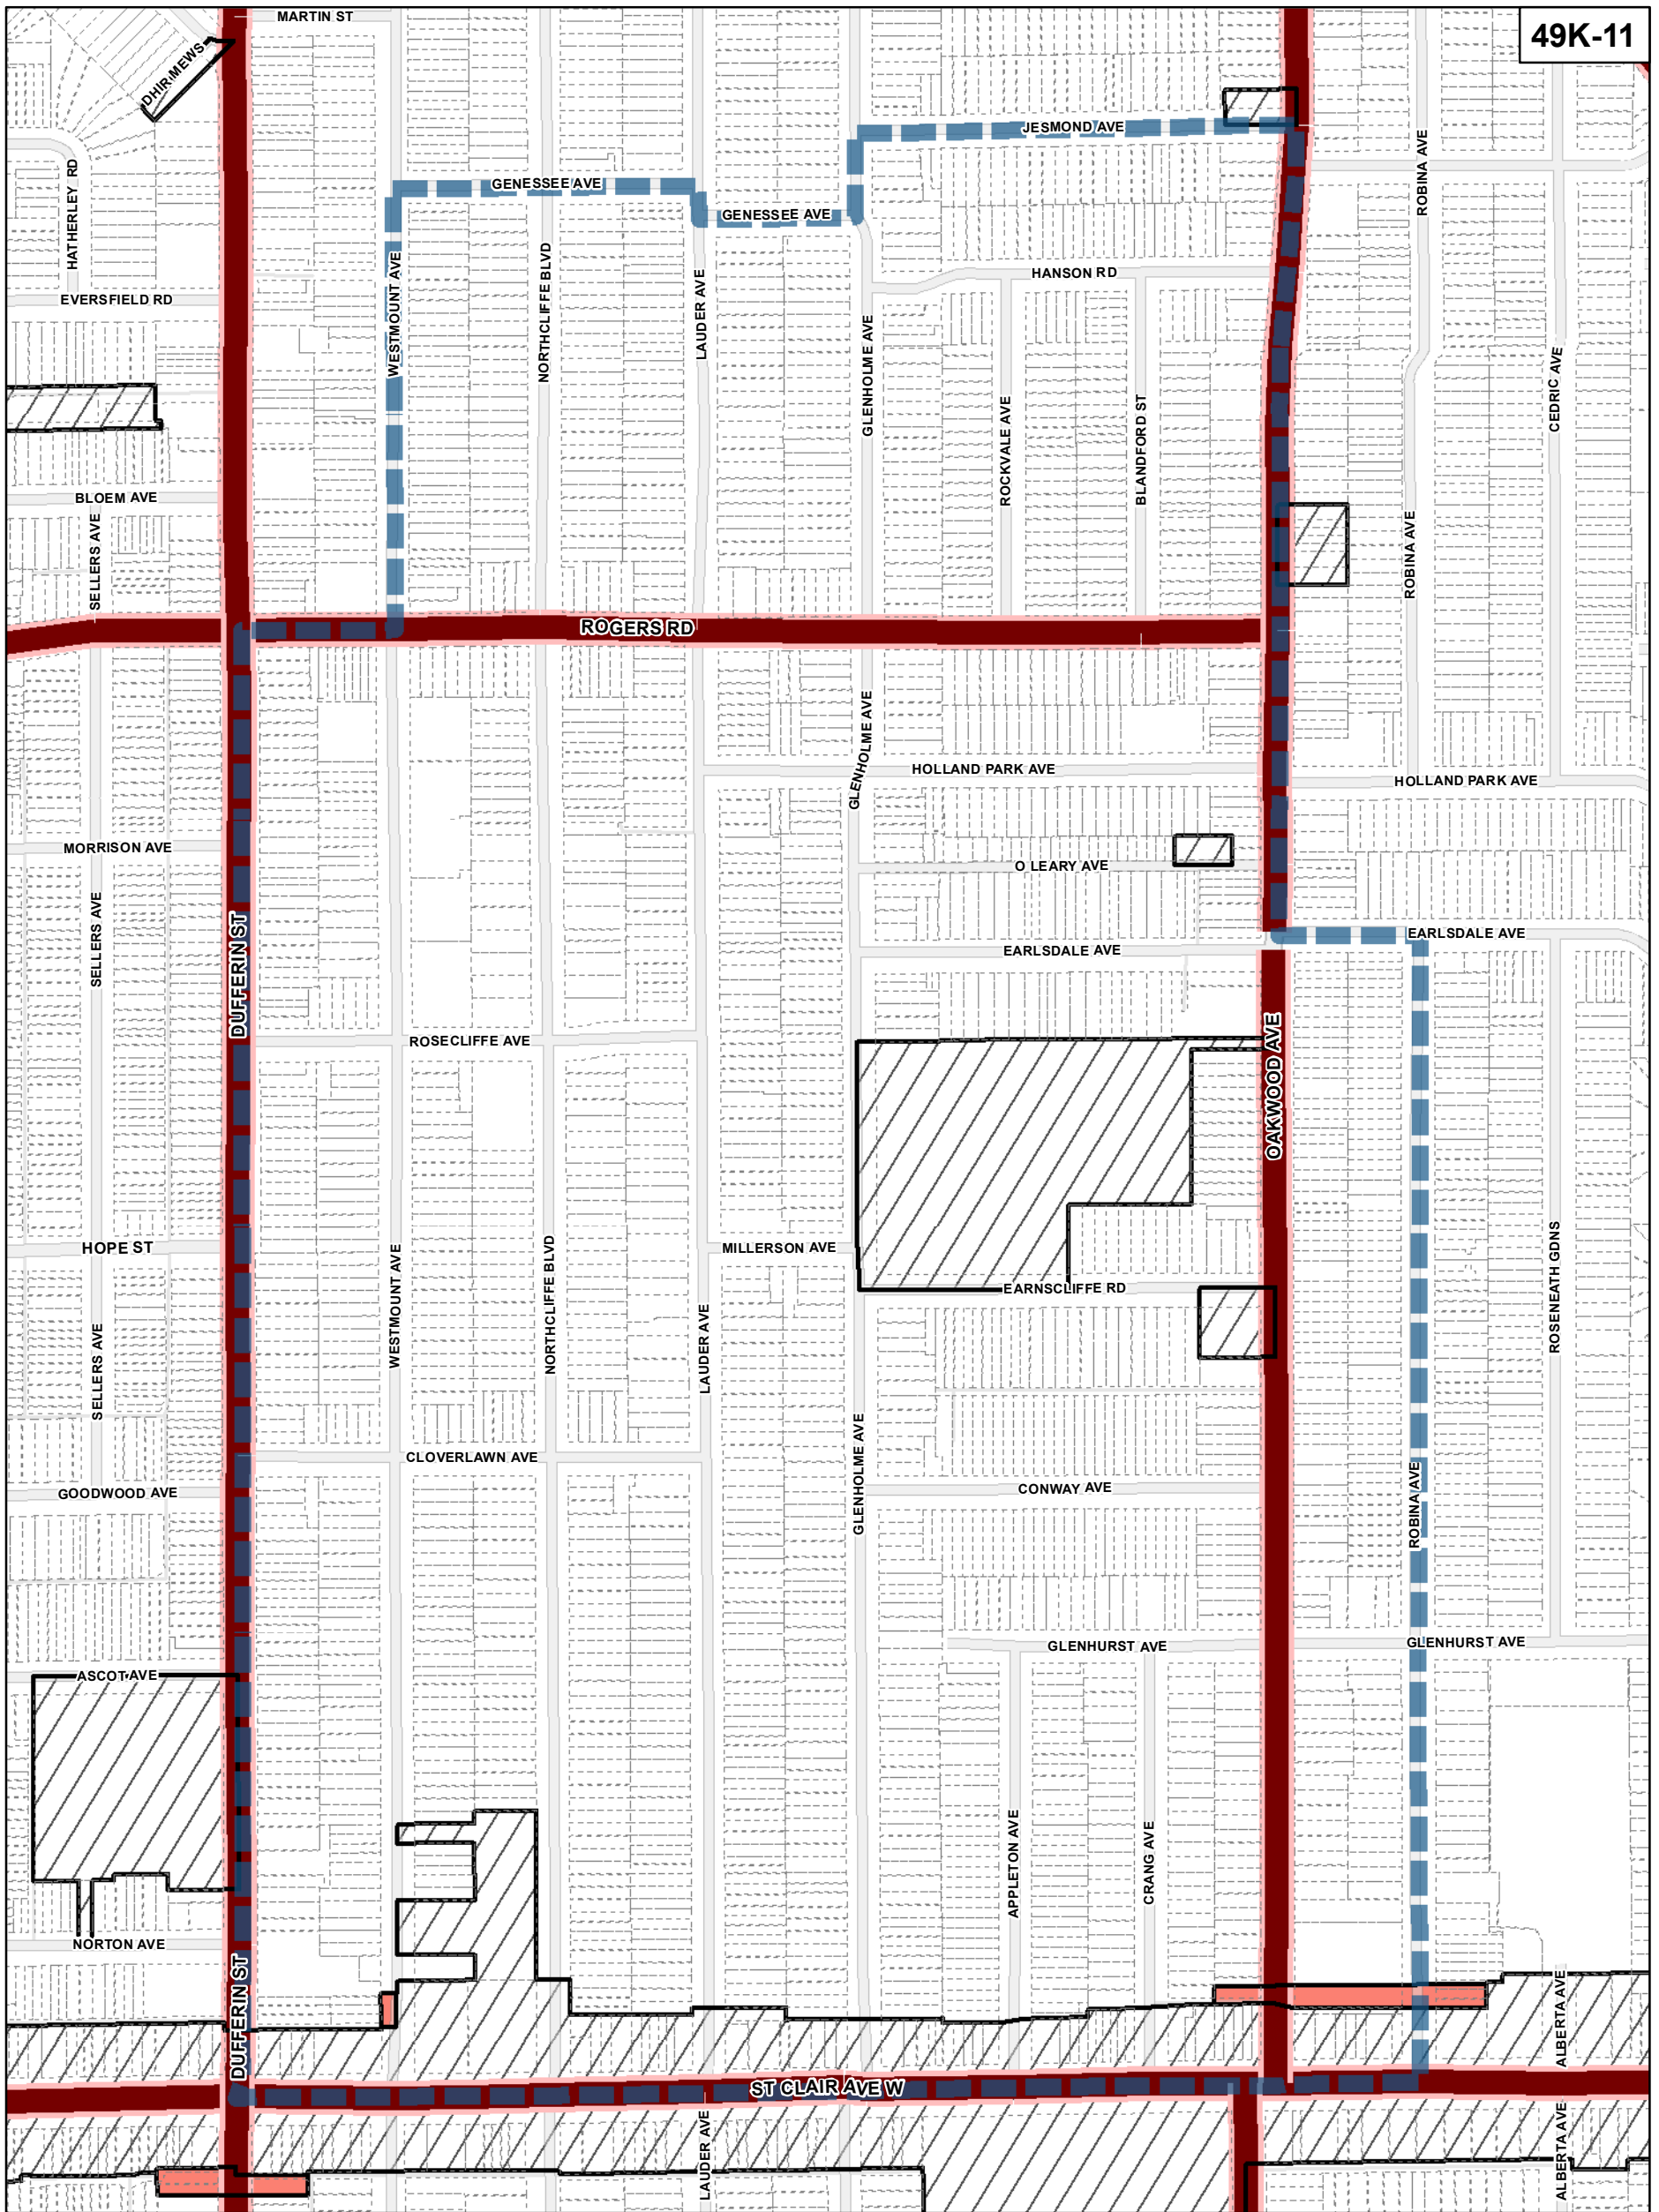 MARTIN ST
49K-11
DHIR MEWS
JESMOND AVE
ROBINA AVE
HATHERLEY RD
GENESSEE AVE
GENESSEE AVE
WESTMOUNT AVE
NORTHCLIFFE BLVD
LAUDER AVE
HANSON RD
EVERSFIELD RD
GLENHOLME AVE
CEDRIC AVE
ROCKVALE AVE
BLANDFORD ST
BLOEM AVE
SELLERS AVE
ROBINA AVE
ROGERS RD
GLENHOLME AVE
HOLLAND PARK AVE
HOLLAND PARK AVE
MORRISON AVE
O LEARY AVE
SELLERS AVE
DUFFERIN ST
EARLSDALE AVE
EARLSDALE AVE
ROSECLIFFE AVE
OAKWOOD AVE
HOPE ST
WESTMOUNT AVE
NORTHCLIFFE BLVD
MILLERSON AVE
ROSENEATH GDNS
EARNSCLIFFE RD
SELLERS AVE
LAUDER AVE
GLENHOLME AVE
CLOVERLAWN AVE
GOODWOOD AVE
CONWAY AVE
ROBINA AVE
GLENHURST AVE
GLENHURST AVE
ASCOT AVE
APPLETON AVE
CRANG AVE
NORTON AVE
DUFFERIN ST
ALBERTA AVE
ST CLAIR AVE W
LAUDER AVE
ALBERTA AVE